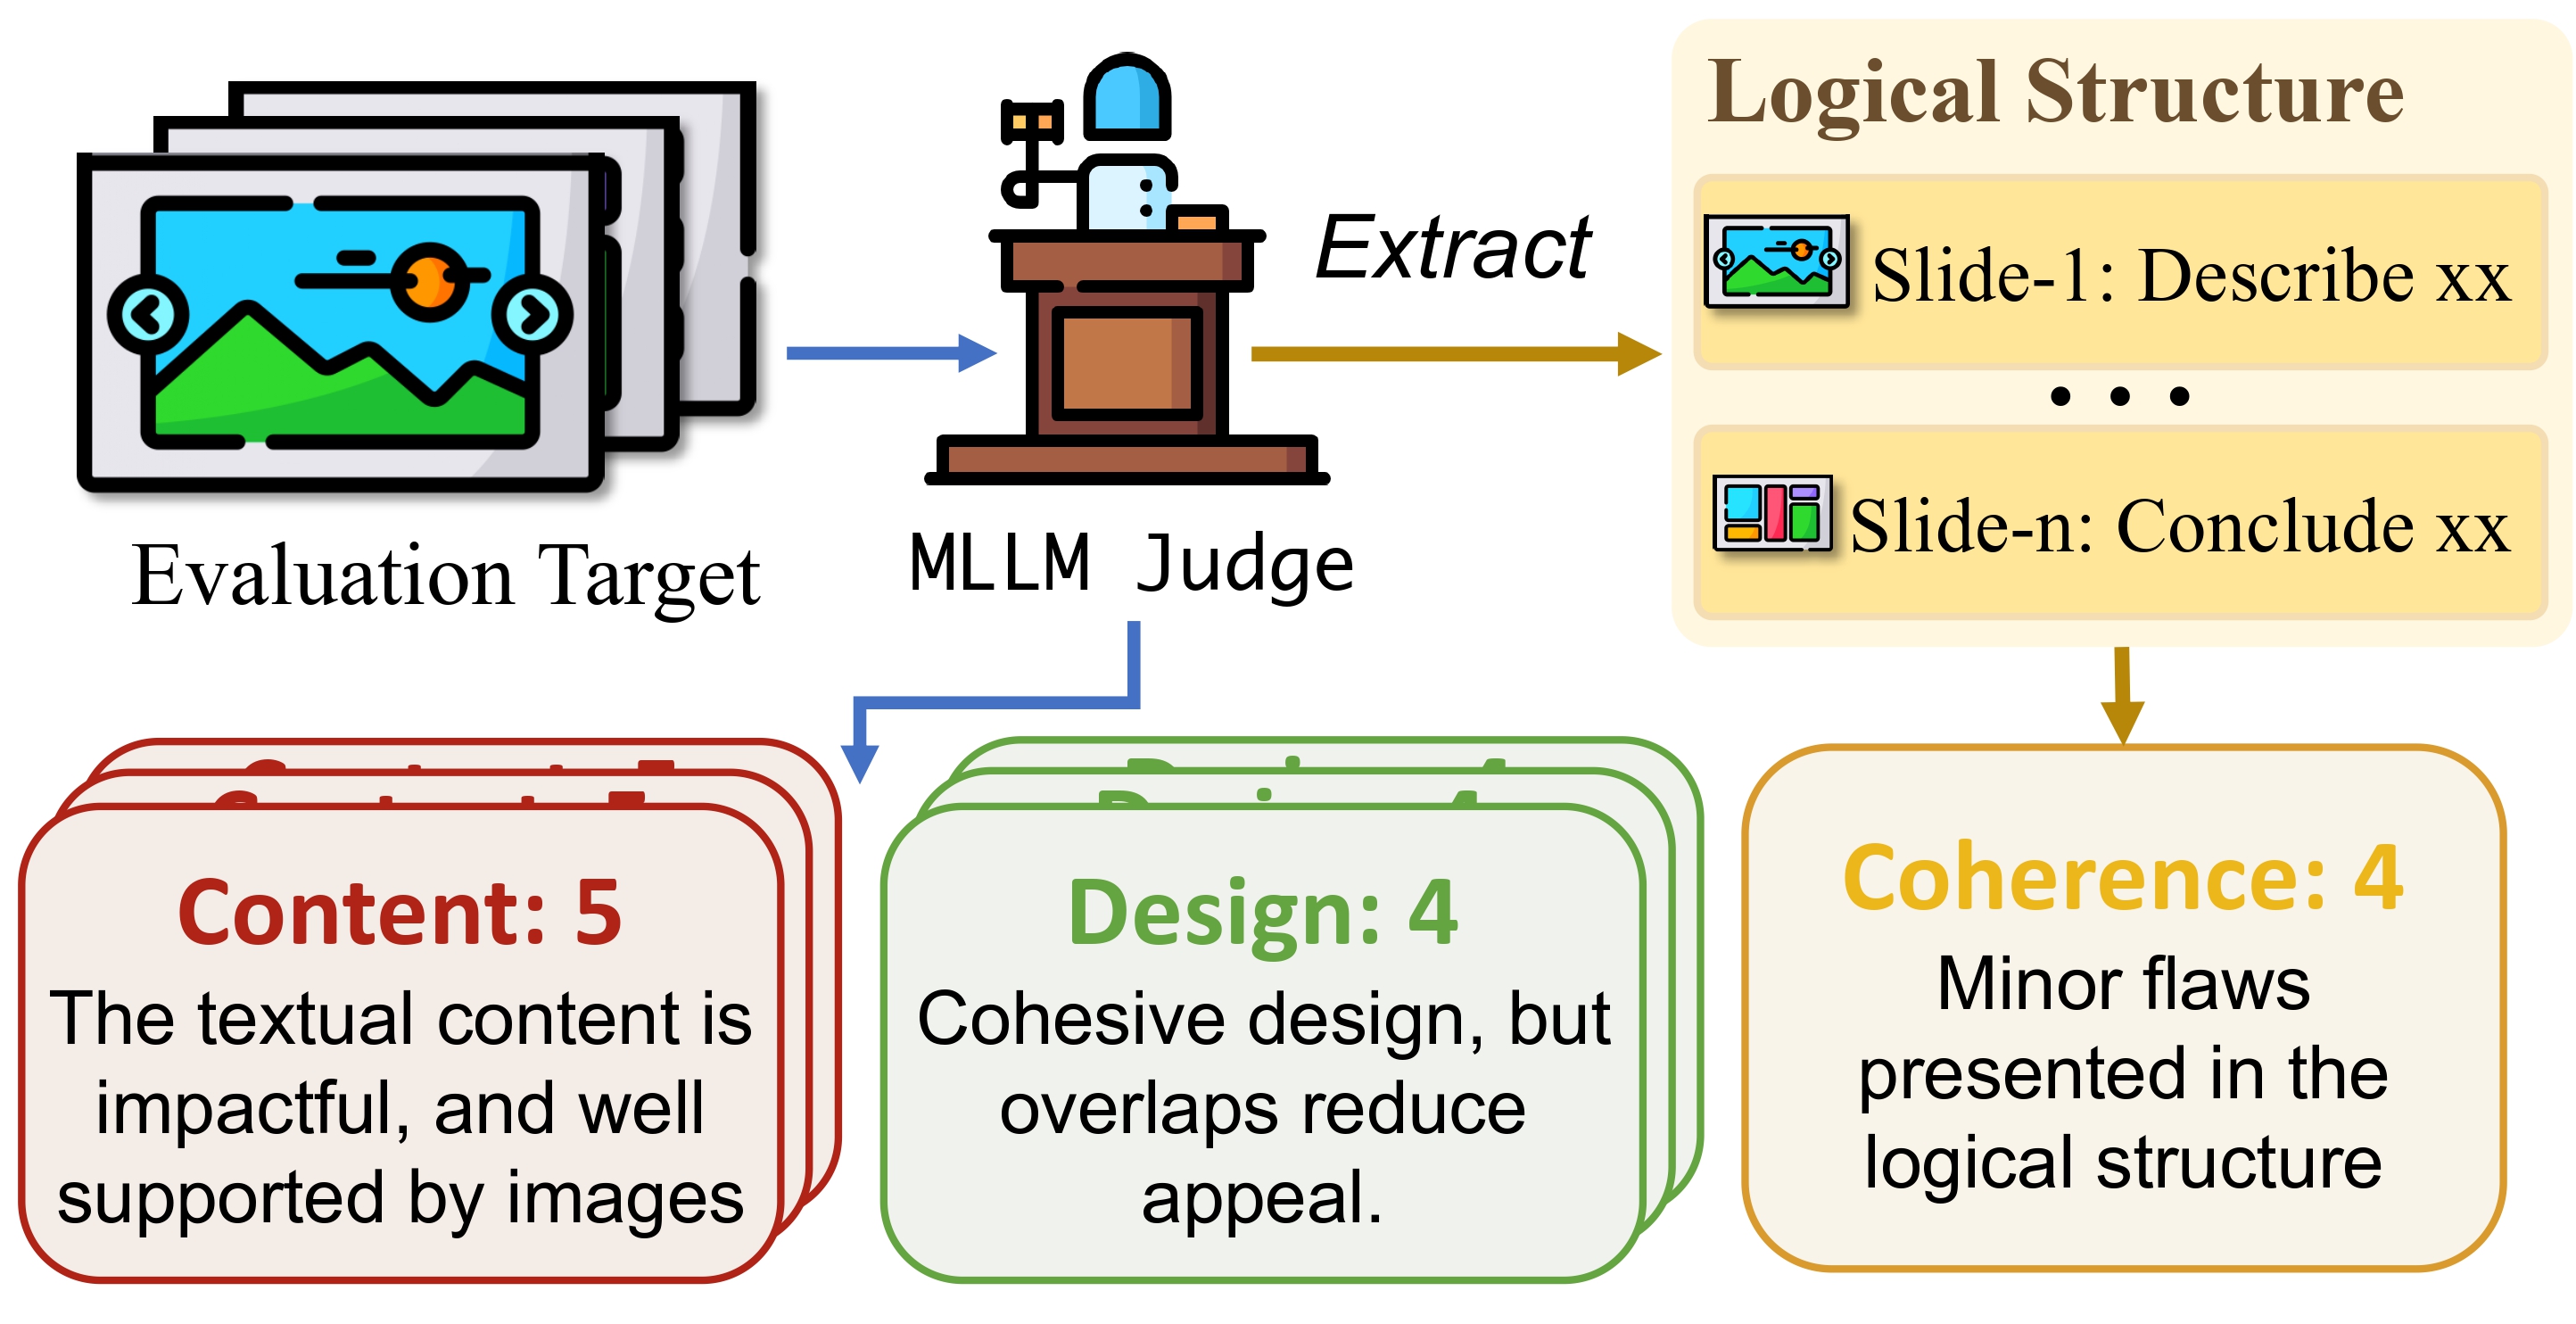 Evaluation Target
MLLM Judge
Extract
Logical Structure
Slide-1: Describe xx
. . .
Slide-n: Conclude xx
Content: 5
The textual content is
impactful, and well
supported by images
Design: 4
Cohesive design, but
overlaps reduce
appeal.
Coherence: 4
Minor flaws
presented in the
logical structure